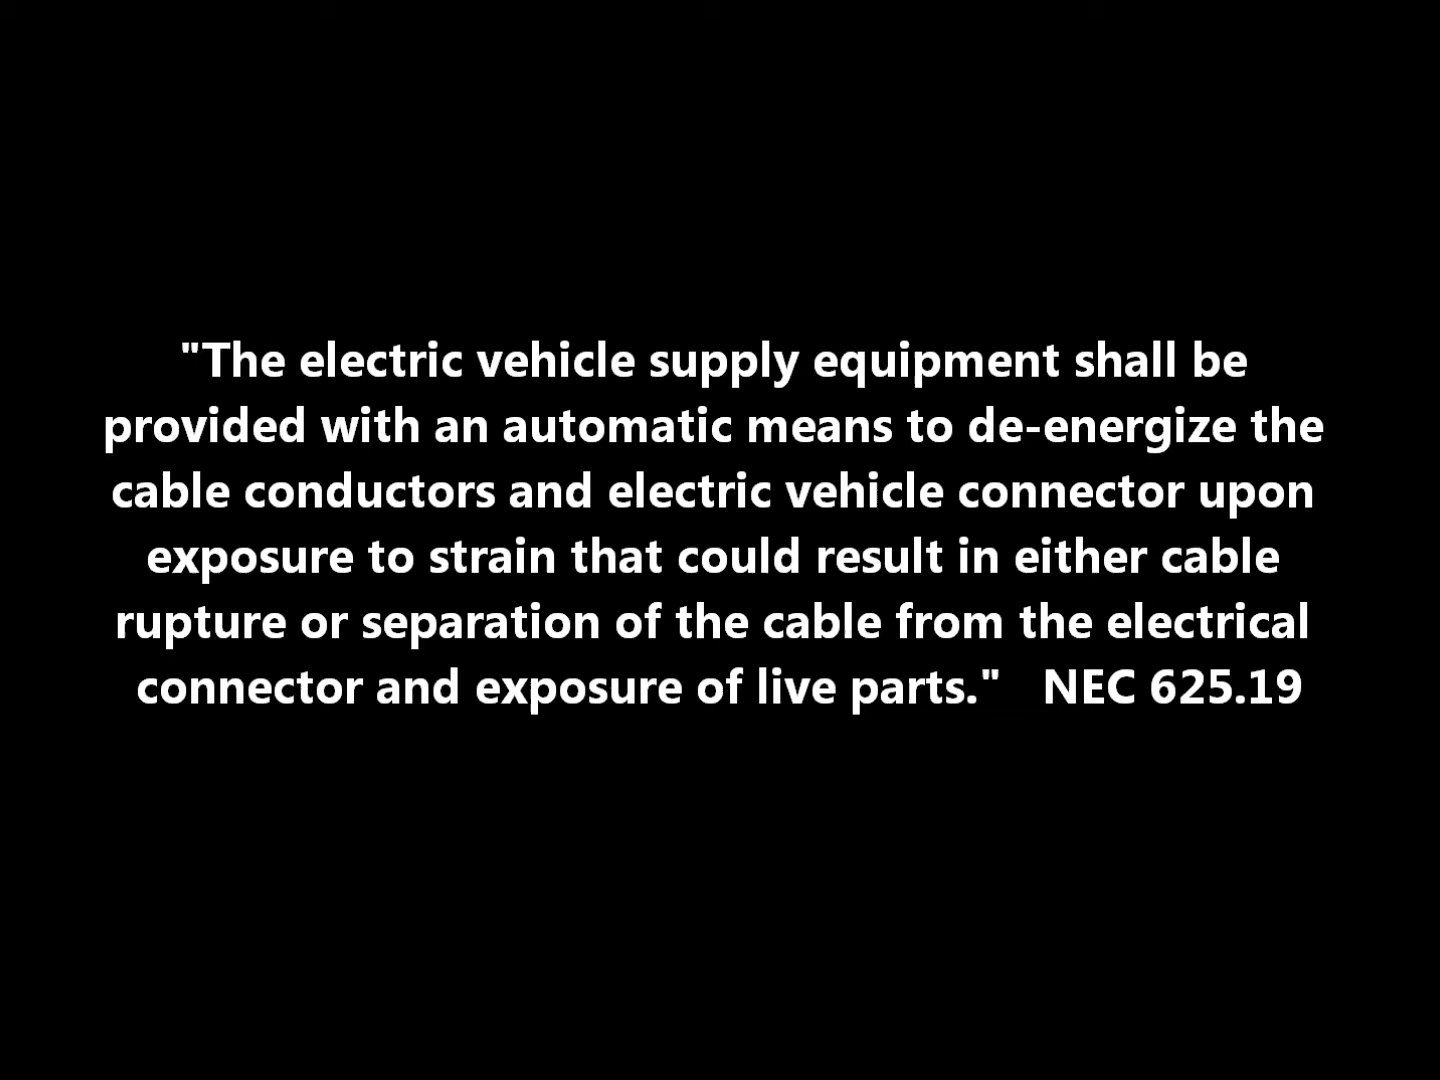 "The electric vehicle supply equipment shall be
provided with an automatic means to de-energize the
cable conductors and electric vehicle connector upon
exposure to strain that could result in either cable
rupture or separation of the cable from the electrical
connector and exposure of live parts."   NEC 625.19